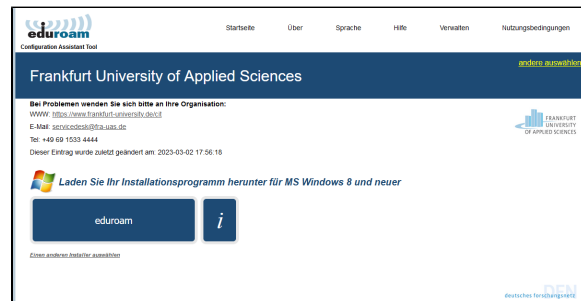 eduroam
Configuration Assistant Tool
Startseite Über Sprache Hilfe Verwalten Nutzungsbedingungen
andere auswählen
Frankfurt University of Applied Sciences
Bei Problemen wenden Sie sich bitte an Ihre Organisation:
WWW: https://www.frankfurt-university.de/cit
E-Mail: servicedesk@fra-uas.de
Tel: +49 69 1533 4444
Dieser Eintrag wurde zuletzt geändert am: 2023-03-02 17:56:18
FRANKFURT
UNIVERSITY
OF APPLIED SCIENCES
Laden Sie Ihr Installationsprogramm herunter für MS Windows 8 und neuer
eduroam
i
Einen anderen Installer auswählen
DFN
deutsches forschungsnetz